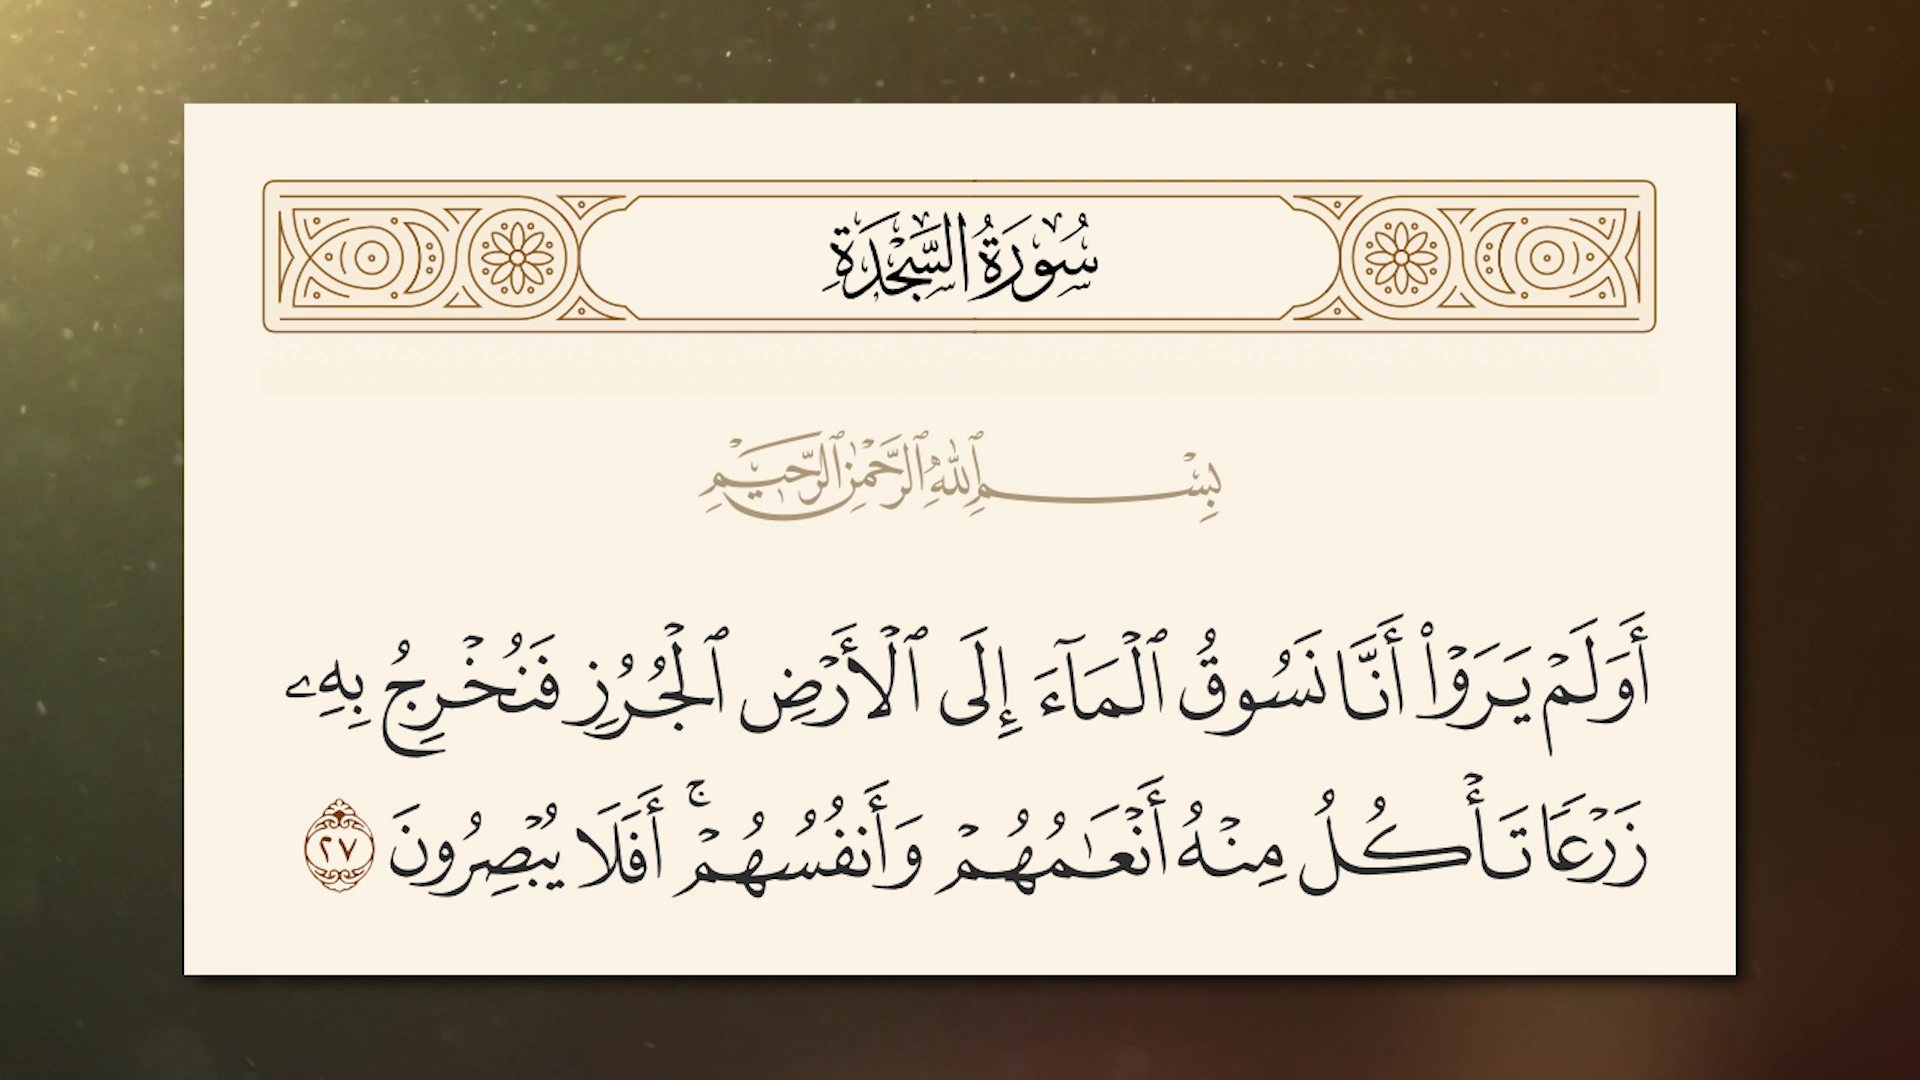 سُورَةُ السَّجْدَةِ
بِسْمِ ٱللَّهِ ٱلرَّحْمَٰنِ ٱلرَّحِيمِ
أَوَلَمْ يَرَوْا۟ أَنَّا نَسُوقُ ٱلْمَآءَ إِلَى ٱلْأَرْضِ ٱلْجُرُزِ فَنُخْرِجُ بِهِۦ
زَرْعًا تَأْكُلُ مِنْهُ أَنْعَٰمُهُمْ وَأَنفُسُهُمْ ۚ أَفَلَا يُبْصِرُونَ ٢٧